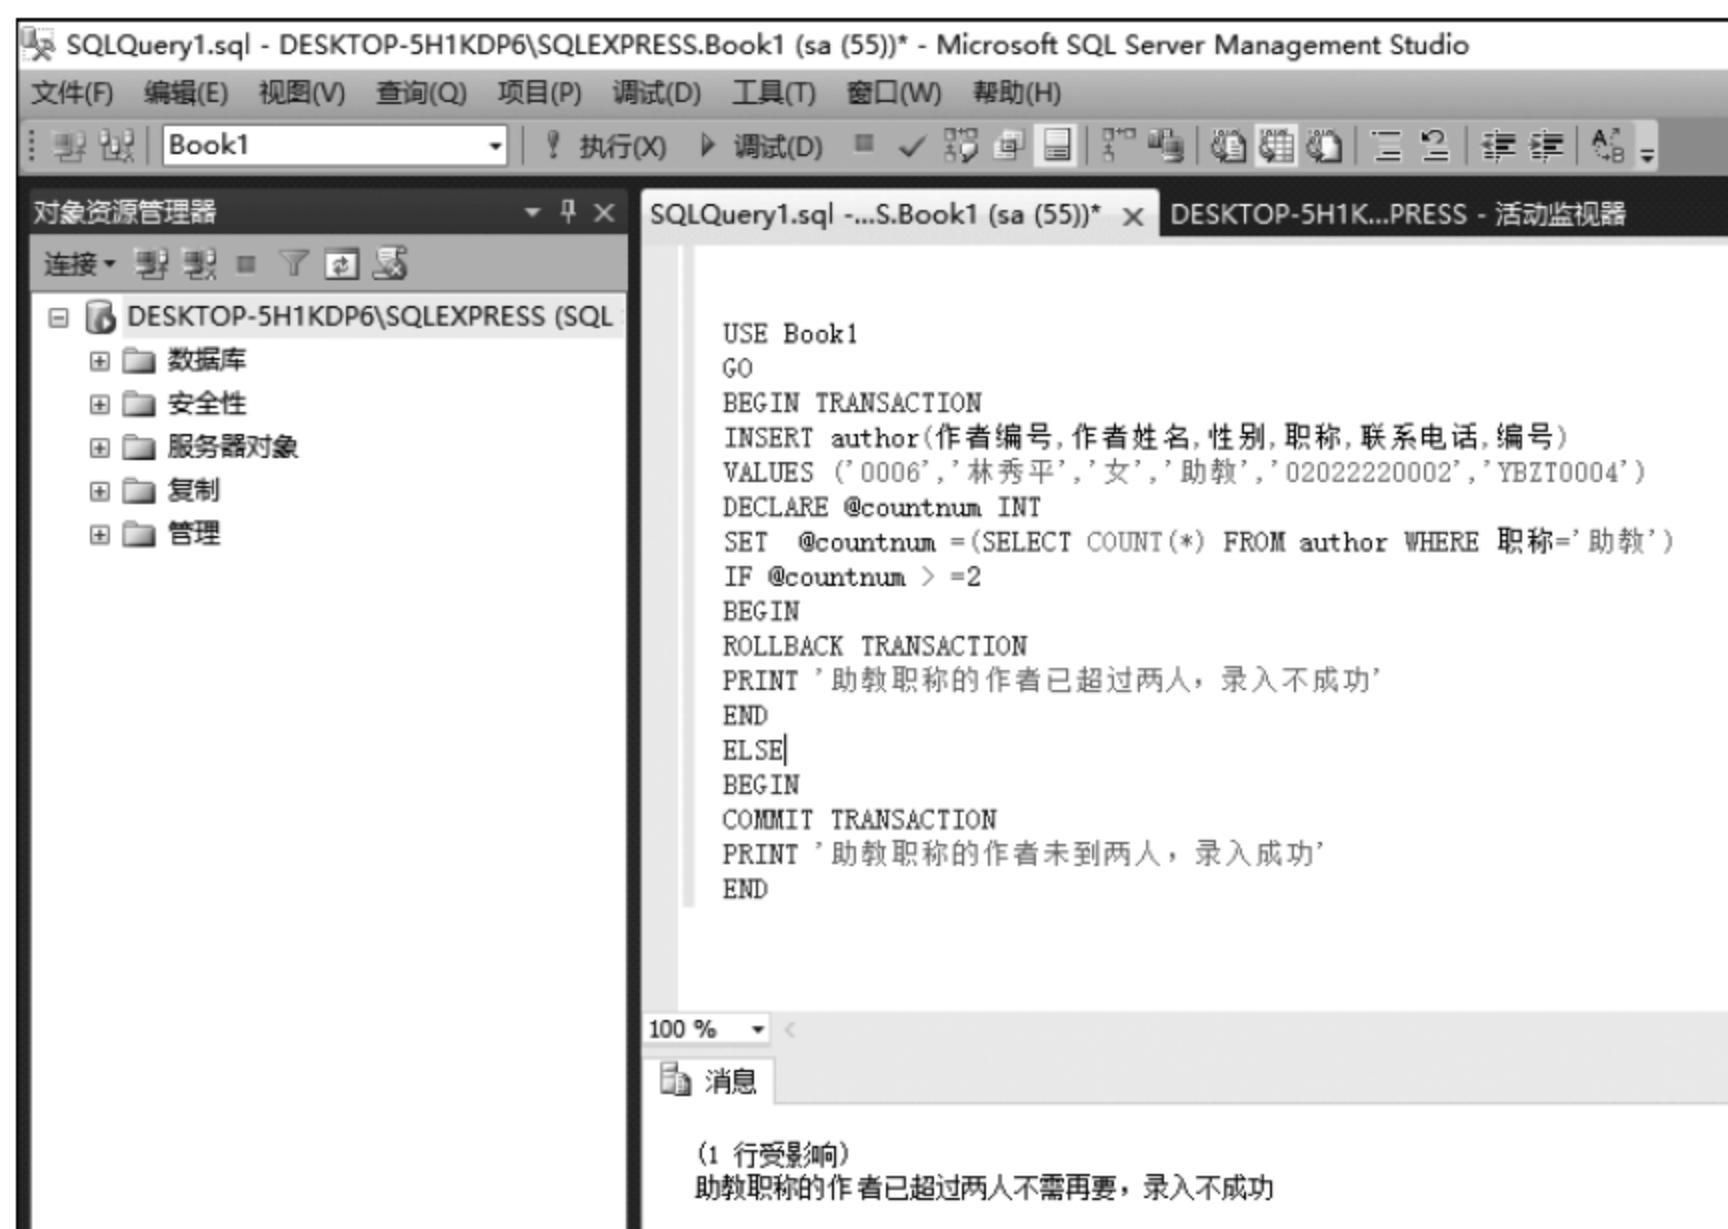 SQLQuery1.sql - DESKTOP-5H1KDP6\SQLEXPRESS.Book1 (sa (55))* - Microsoft SQL Server Management Studio
文件(F) 编辑(E) 视图(V) 查询(Q) 项目(P) 调试(D) 工具(T) 窗口(W) 帮助(H)
Book1 执行(X) 调试(D)
对象资源管理器
SQLQuery1.sql -...S.Book1 (sa (55))* DESKTOP-5H1K...PRESS - 活动监视器
连接
DESKTOP-5H1KDP6\SQLEXPRESS (SQL
数据库
安全性
服务器对象
复制
管理
USE Book1
GO
BEGIN TRANSACTION
INSERT author(作者编号,作者姓名,性别,职称,联系电话,编号)
VALUES ('0006','林秀平','女','助教','02022220002','YBZT0004')
DECLARE @countnum INT
SET @countnum =(SELECT COUNT(*) FROM author WHERE 职称='助教')
IF @countnum > =2
BEGIN
ROLLBACK TRANSACTION
PRINT '助教职称的作者已超过两人，录入不成功'
END
ELSE
BEGIN
COMMIT TRANSACTION
PRINT '助教职称的作者未到两人，录入成功'
END
100 %
消息
(1 行受影响)
助教职称的作者已超过两人不需再要，录入不成功